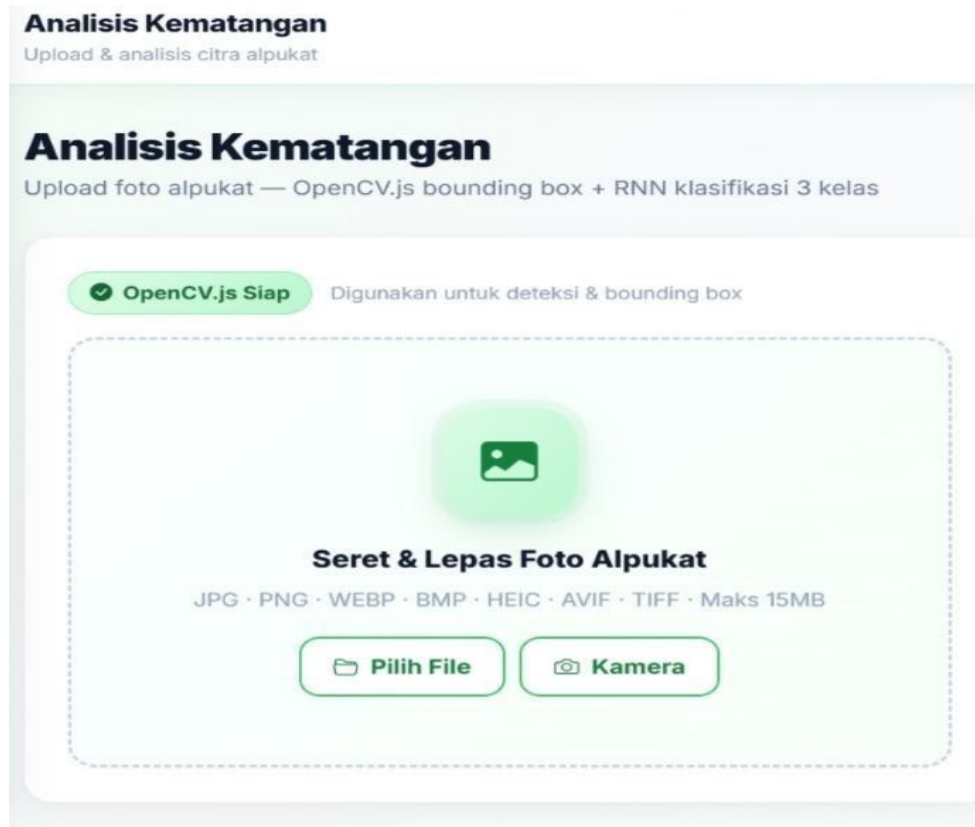 Analisis Kematangan
Upload & analisis citra alpukat
Analisis Kematangan
Upload foto alpukat — OpenCV.js bounding box + RNN klasifikasi 3 kelas
OpenCV.js Siap Digunakan untuk deteksi & bounding box
Seret & Lepas Foto Alpukat
JPG · PNG · WEBP · BMP · HEIC · AVIF · TIFF · Maks 15MB
Pilih File Kamera